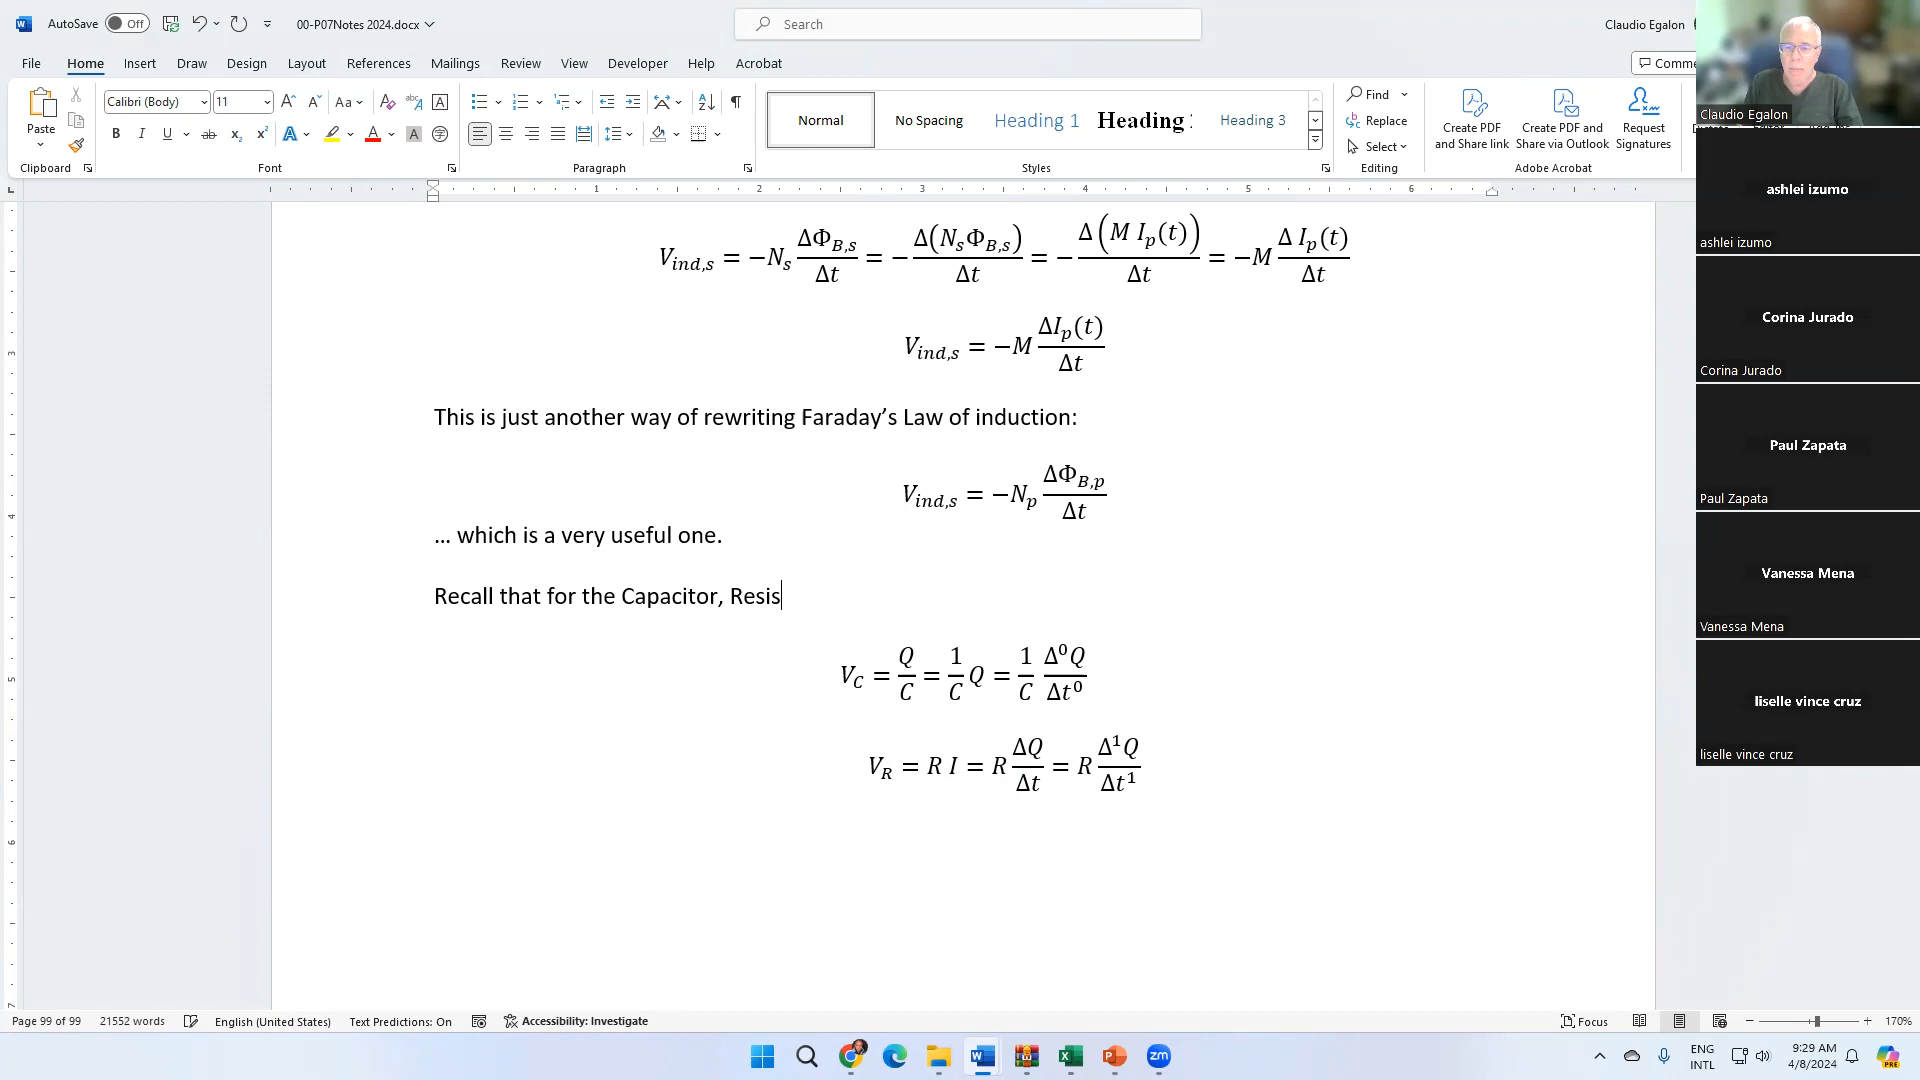 AutoSave Off 00-P07Notes 2024.docx Search Claudio Egalon
File Home Insert Draw Design Layout References Mailings Review View Developer Help Acrobat
Paste Calibri (Body) 11 Normal No Spacing Heading 1 Heading Heading 3 Find Replace Select Create PDF and Share link Create PDF and Share via Outlook Request Signatures
Clipboard Font Paragraph Styles Editing Adobe Acrobat
1 2 3 4 5 6
V_{ind,s} = −N_s ΔΦ_{B,s}/Δt = − Δ(N_sΦ_{B,s})/Δt = − Δ(M I_p(t))/Δt = −M Δ I_p(t)/Δt
V_{ind,s} = −M ΔI_p(t)/Δt
This is just another way of rewriting Faraday’s Law of induction:
V_{ind,s} = −N_p ΔΦ_{B,p}/Δt
… which is a very useful one.
Recall that for the Capacitor, Resis
V_C = Q/C = 1/C Q = 1/C Δ⁰Q/Δt⁰
V_R = R I = R ΔQ/Δt = R Δ¹Q/Δt¹
Claudio Egalon
ashlei izumo
ashlei izumo
Corina Jurado
Corina Jurado
Paul Zapata
Paul Zapata
Vanessa Mena
Vanessa Mena
liselle vince cruz
liselle vince cruz
Page 99 of 99 21552 words English (United States) Text Predictions: On Accessibility: Investigate Focus 170%
ENG INTL 9:29 AM 4/8/2024